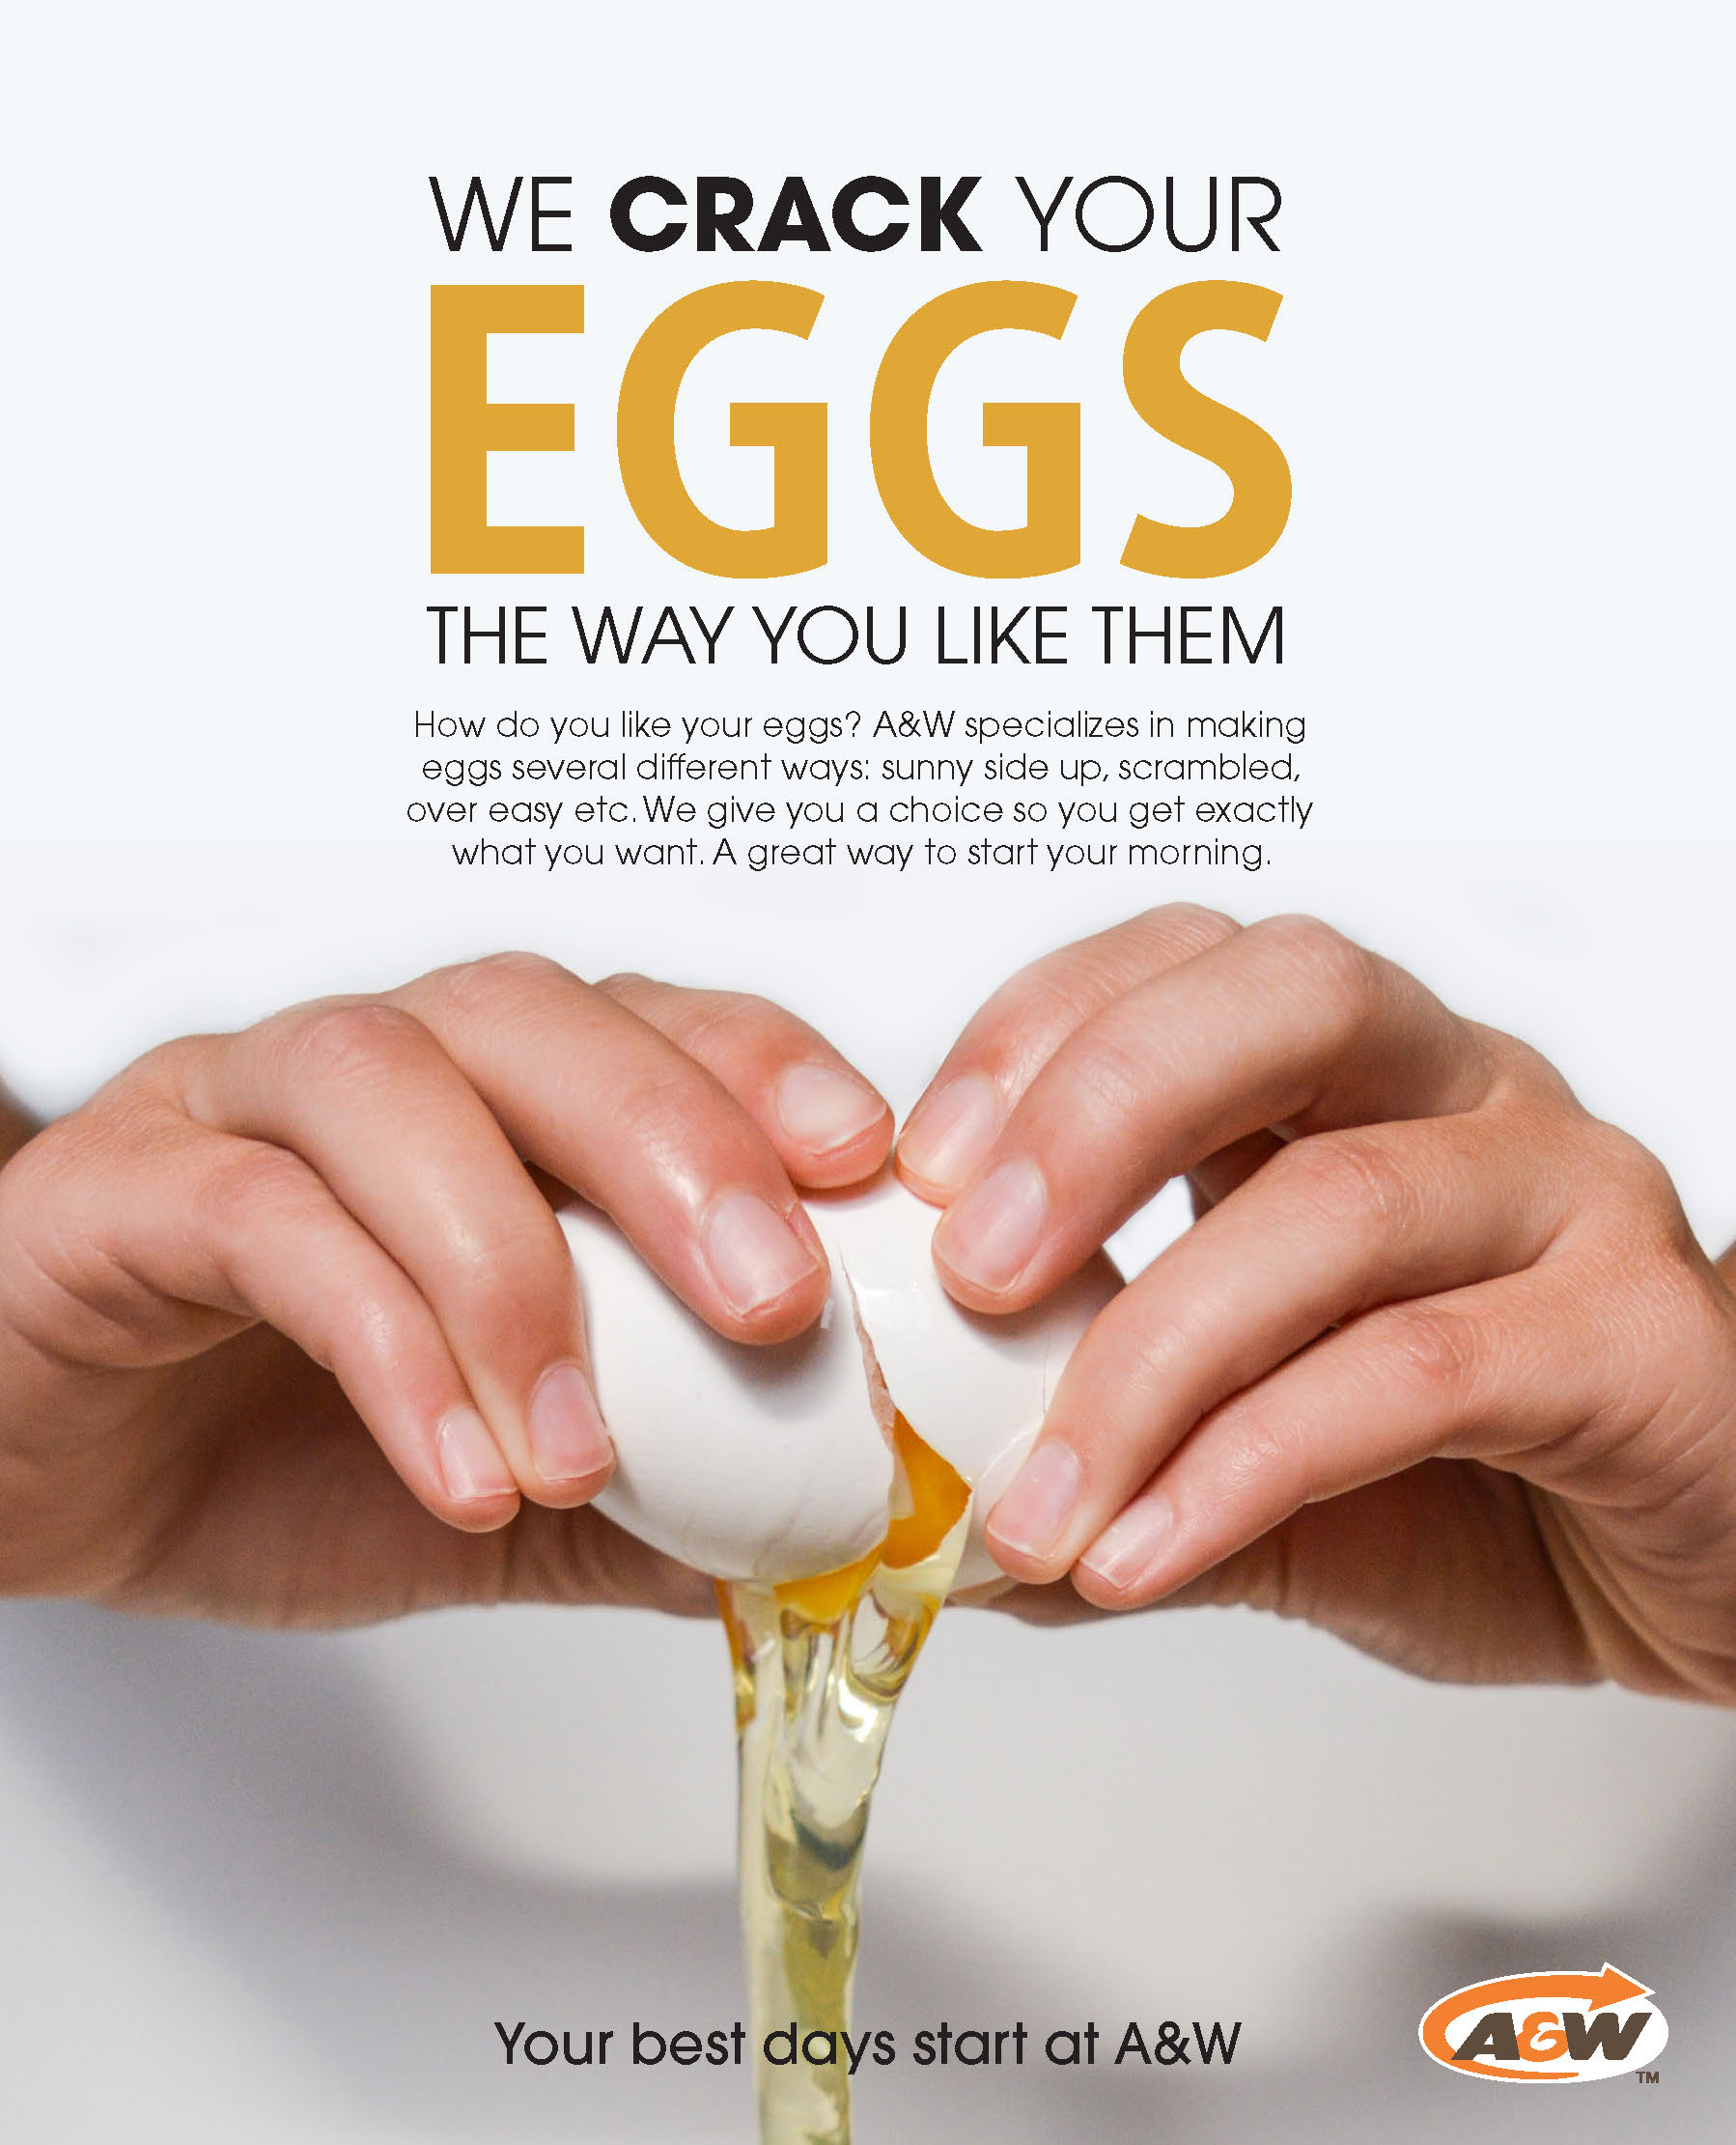 WE CRACK YOUR
EGGS
THE WAY YOU LIKE THEM
How do you like your eggs? A&W specializes in making
eggs several different ways: sunny side up, scrambled,
over easy etc. We give you a choice so you get exactly
what you want. A great way to start your morning.
Your best days start at A&W
A&W
TM